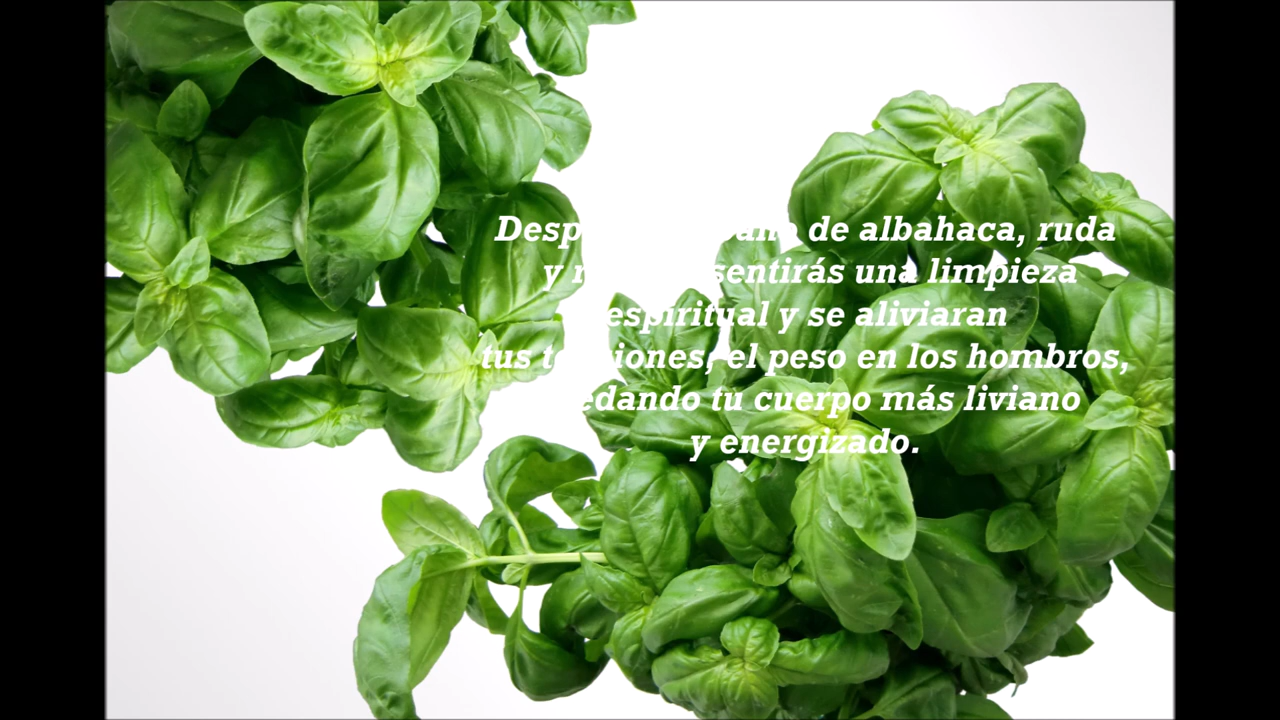 de albahaca, ruda
y sentirás una limpieza
espiritual y se aliviaran
tus el peso en los hombros,
tu cuerpo más liviano
y energizado.